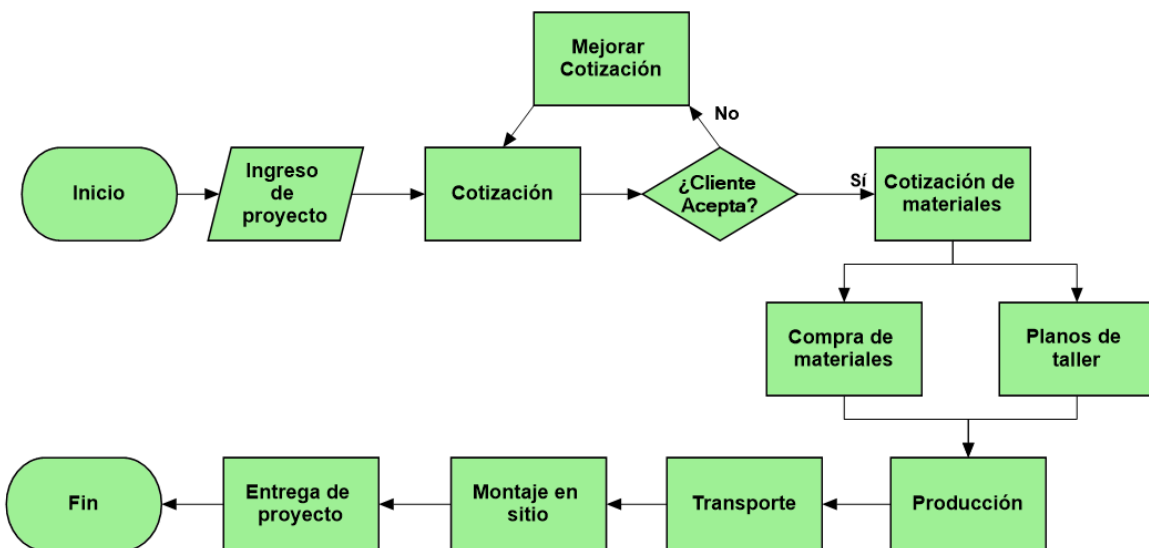 Mejorar
Cotización
No
Inicio
Ingreso
de
proyecto
Cotización
¿Cliente
Acepta?
Sí
Cotización de
materiales
Compra de
materiales
Planos de
taller
Fin
Entrega de
proyecto
Montaje en
sitio
Transporte
Producción